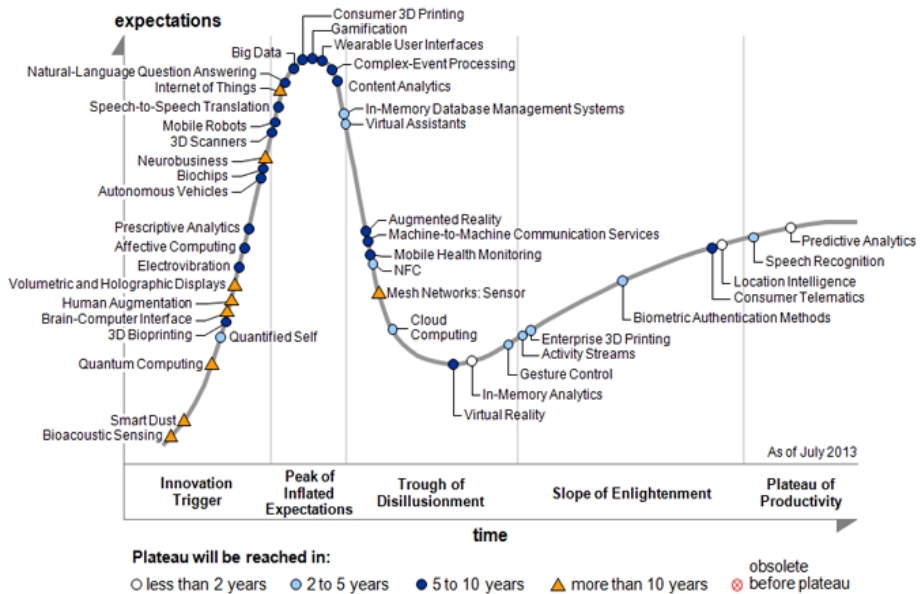 expectations
Consumer 3D Printing
Gamification
Wearable User Interfaces
Big Data
Complex-Event Processing
Natural-Language Question Answering
Internet of Things
Content Analytics
Speech-to-Speech Translation
In-Memory Database Management Systems
Mobile Robots
Virtual Assistants
3D Scanners
Neurobusiness
Biochips
Autonomous Vehicles
Prescriptive Analytics
Augmented Reality
Machine-to-Machine Communication Services
Affective Computing
Mobile Health Monitoring
Electrovibration
NFC
Volumetric and Holographic Displays
Mesh Networks: Sensor
Human Augmentation
Brain-Computer Interface
3D Bioprinting
Quantified Self
Cloud
Computing
Quantum Computing
Smart Dust
Bioacoustic Sensing
Predictive Analytics
Speech Recognition
Location Intelligence
Consumer Telematics
Biometric Authentication Methods
Enterprise 3D Printing
Activity Streams
Gesture Control
In-Memory Analytics
Virtual Reality
As of July 2013
Innovation
Trigger
Peak of
Inflated
Expectations
Trough of
Disillusionment
Slope of Enlightenment
Plateau of
Productivity
time
Plateau will be reached in:
less than 2 years
2 to 5 years
5 to 10 years
more than 10 years
obsolete
before plateau